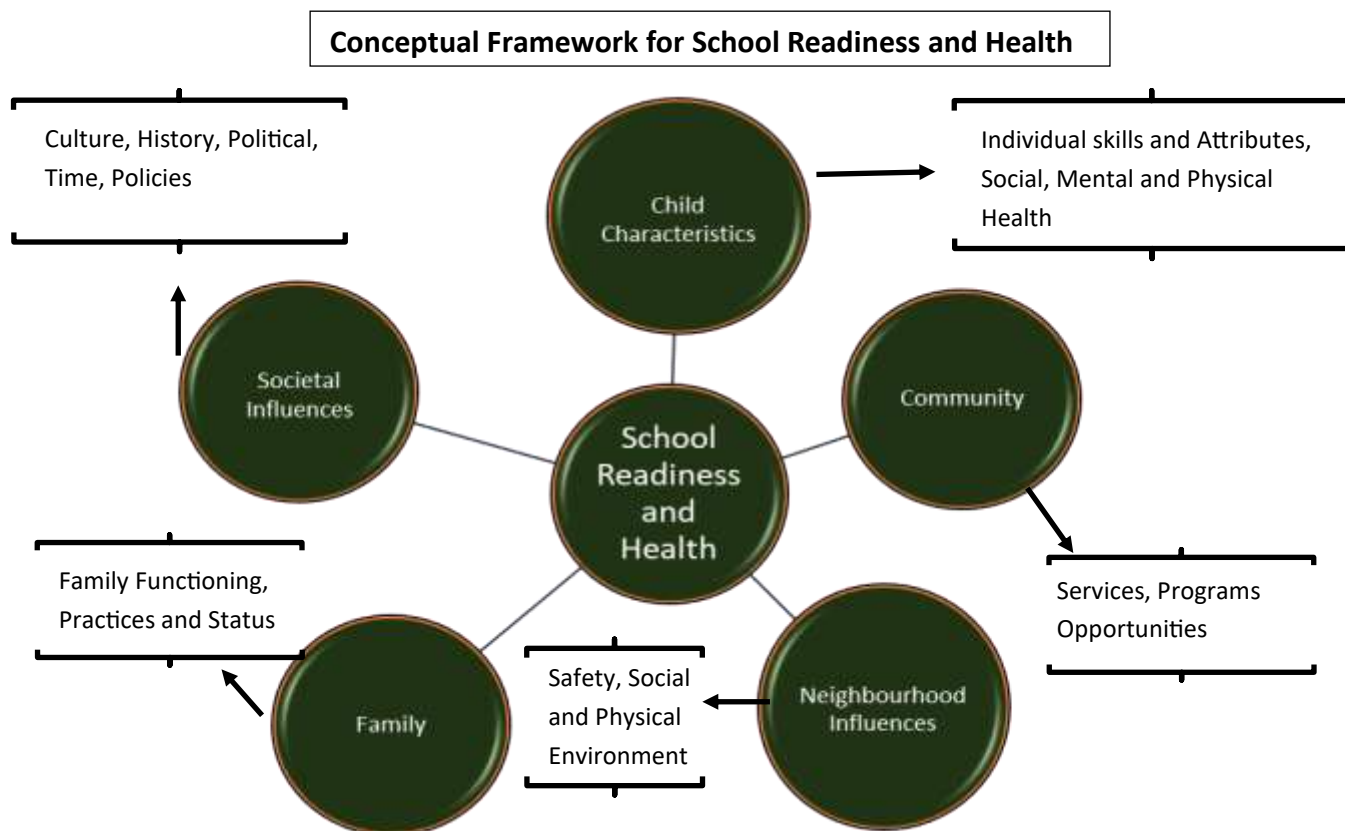 Conceptual Framework for School Readiness and Health
Culture, History, Political,
Time, Policies
Child
Characteristics
Individual skills and Attributes,
Social, Mental and Physical
Health
Societal
Influences
Community
School
Readiness
and
Health
Family Functioning,
Practices and Status
Services, Programs
Opportunities
Safety, Social
and Physical
Environment
Family
Neighbourhood
Influences